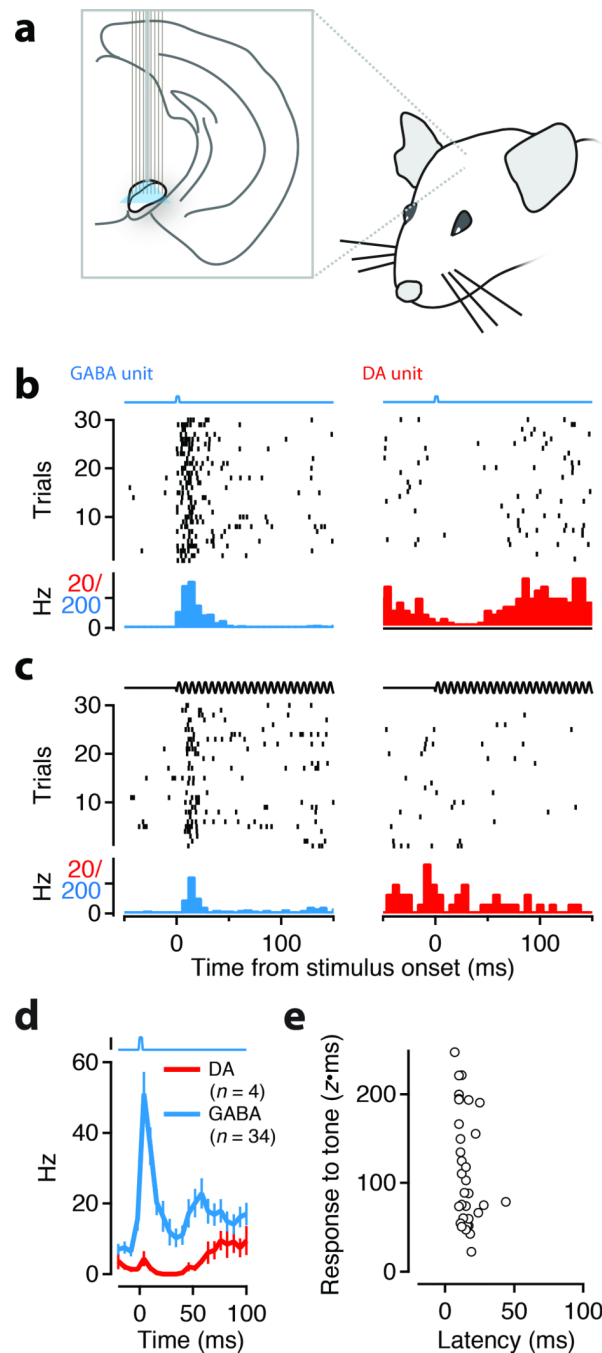 a
b
GABA unit
DA unit
30
20
10
Trials
Hz
20/
200
0
c
30
20
10
Trials
Hz
20/
200
0
0
100
0
100
Time from stimulus onset (ms)
d
60
40
20
0
Hz
DA
(n = 4)
GABA
(n = 34)
0
50
100
Time (ms)
e
200
100
0
Response to tone (z•ms)
0
50
100
Latency (ms)